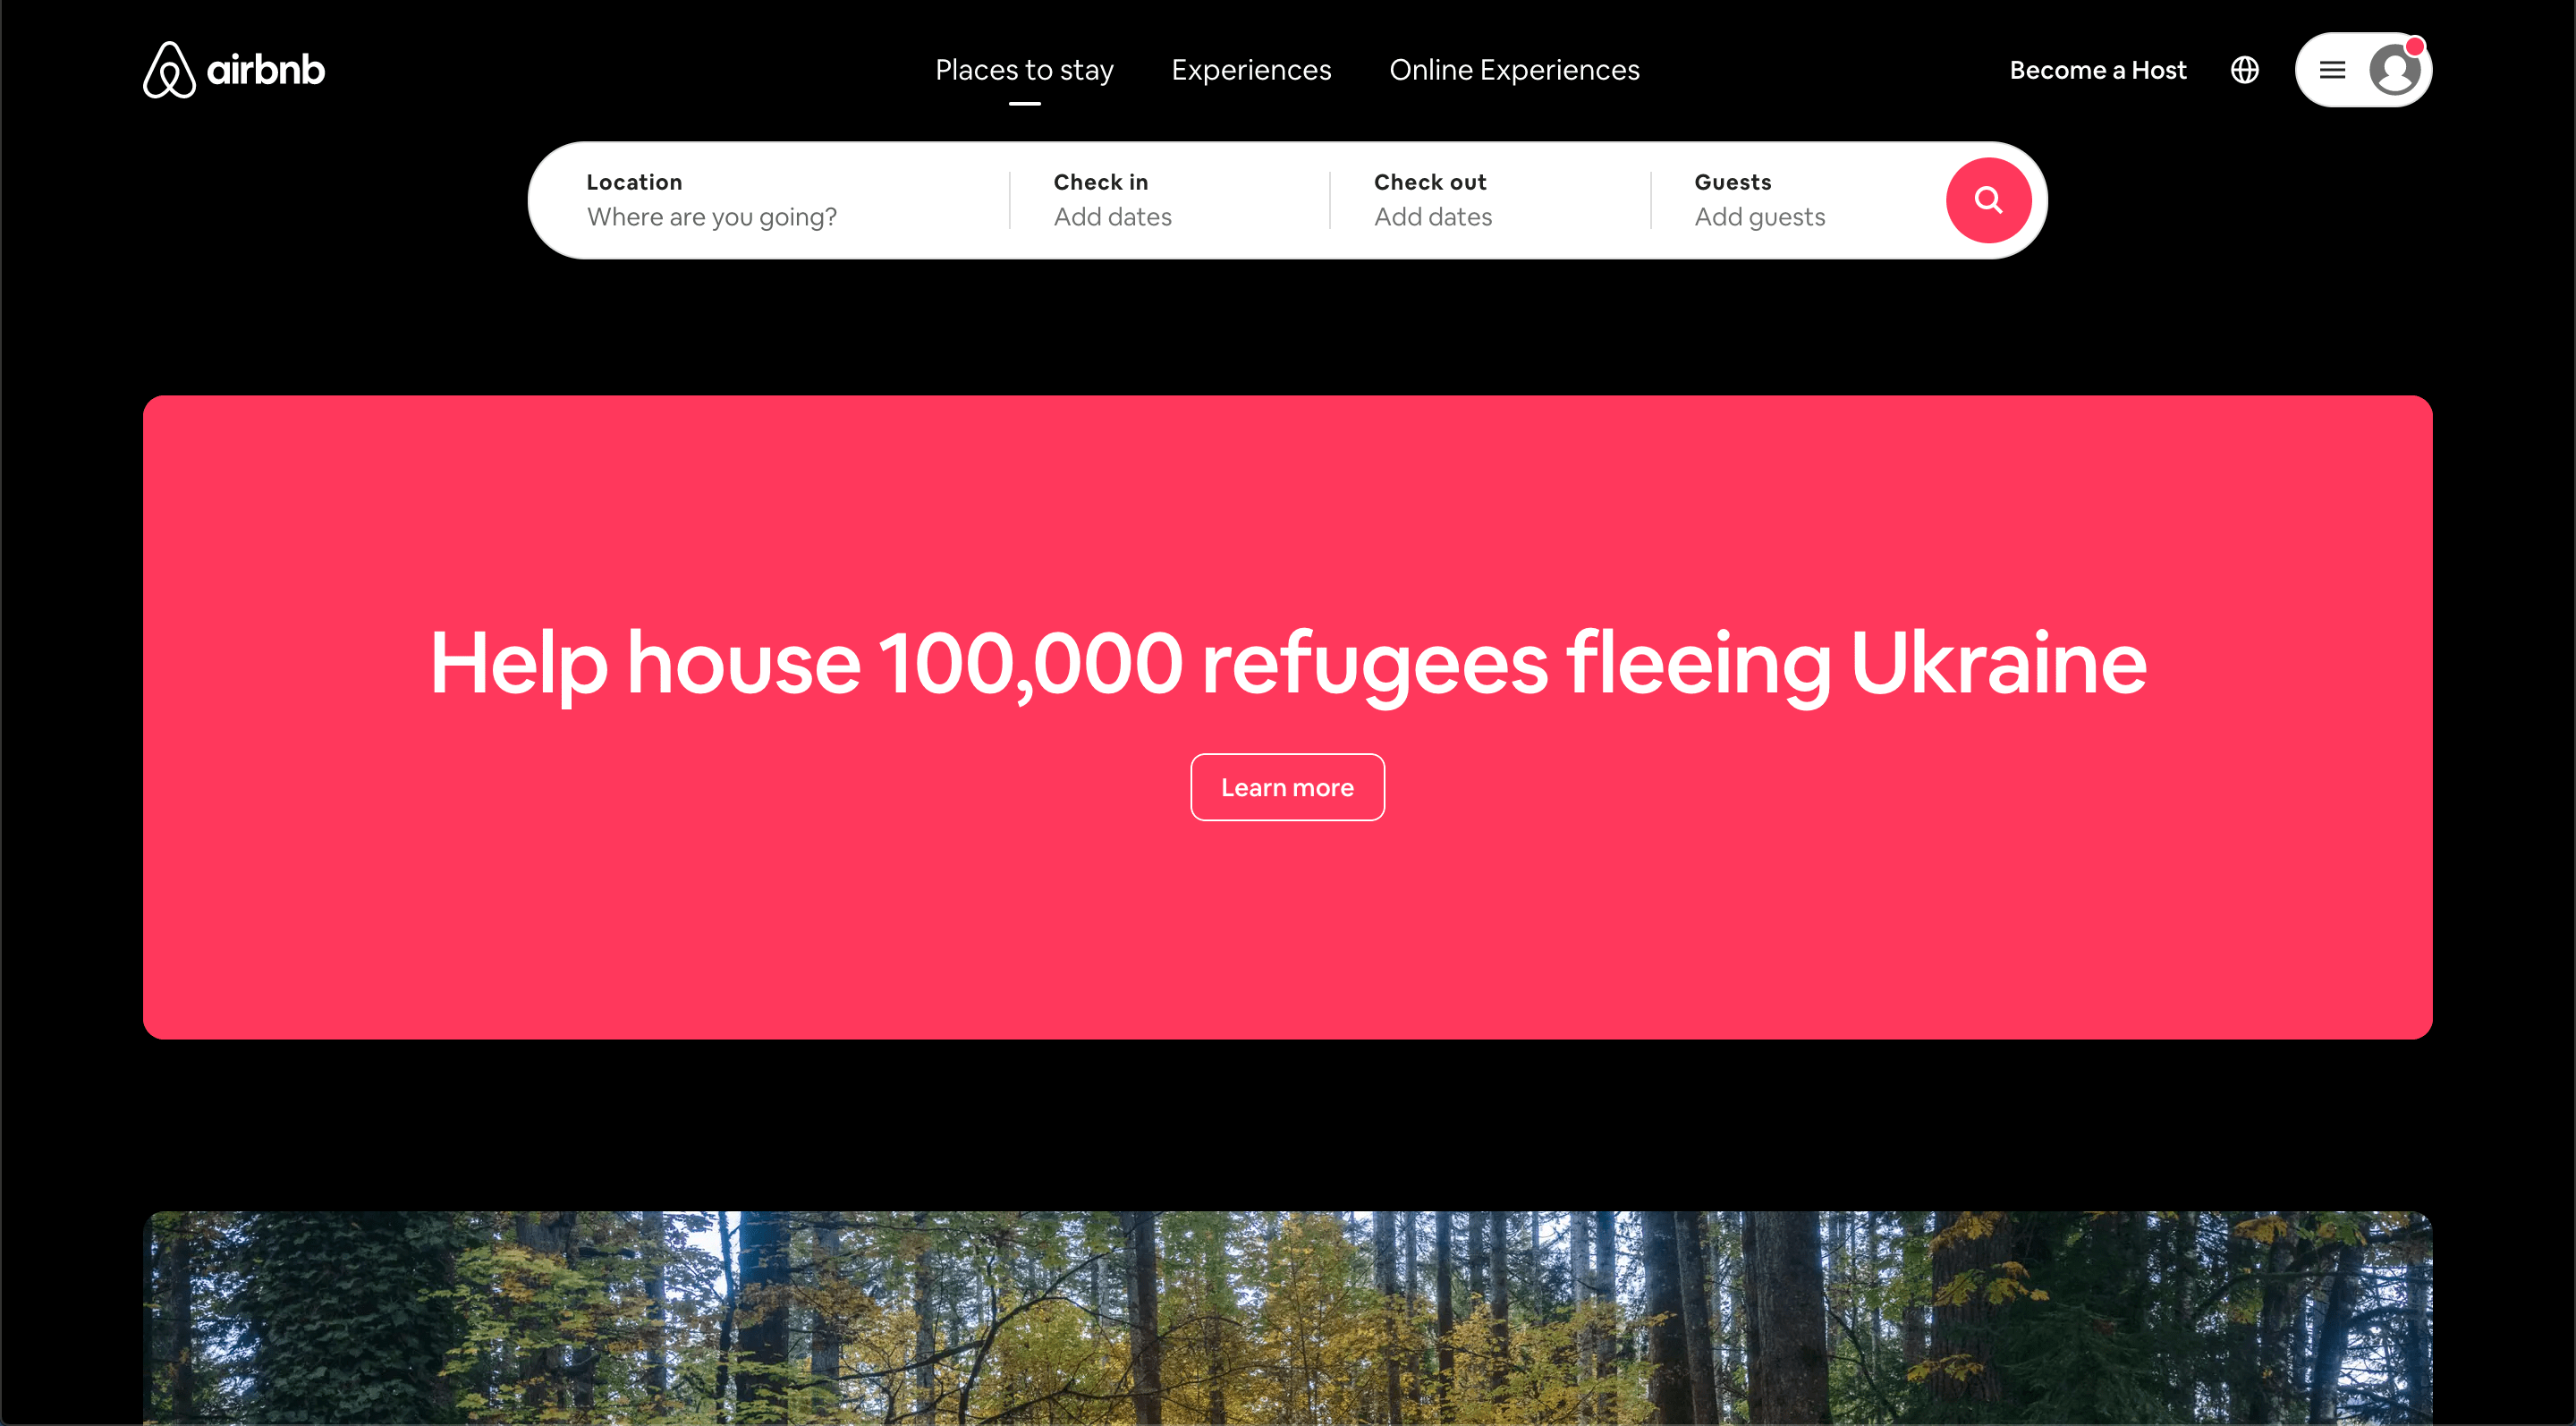 airbnb
Places to stay
Experiences
Online Experiences
Become a Host
Location
Where are you going?
Check in
Add dates
Check out
Add dates
Guests
Add guests
Help house 100,000 refugees fleeing Ukraine
Learn more